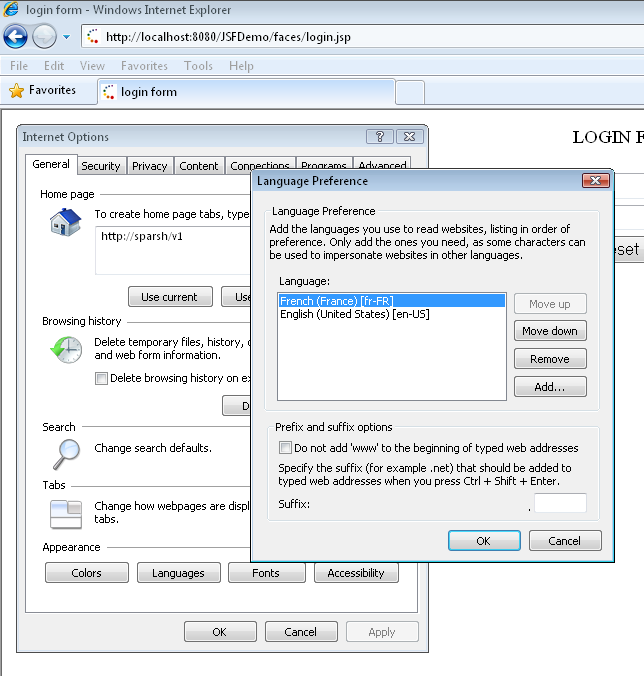 login form - Windows Internet Explorer
http://localhost:8080/JSFDemo/faces/login.jsp
File Edit View Favorites Tools Help
Favorites login form
LOGIN F
eset
Internet Options
General Security Privacy Content Connections Programs Advanced
Home page
To create home page tabs, type
http://sparsh/v1
Use current Use
Browsing history
Delete temporary files, history,
and web form information.
Delete browsing history on ex
D
Search
Change search defaults.
Tabs
Change how webpages are displ
tabs.
Appearance
Colors Languages Fonts Accessibility
OK Cancel Apply
Language Preference
Language Preference
Add the languages you use to read websites, listing in order of
preference. Only add the ones you need, as some characters can
be used to impersonate websites in other languages.
Language:
French (France) [fr-FR]
English (United States) [en-US]
Move up
Move down
Remove
Add...
Prefix and suffix options
Do not add 'www' to the beginning of typed web addresses
Specify the suffix (for example .net) that should be added to
typed web addresses when you press Ctrl + Shift + Enter.
Suffix: .
OK Cancel